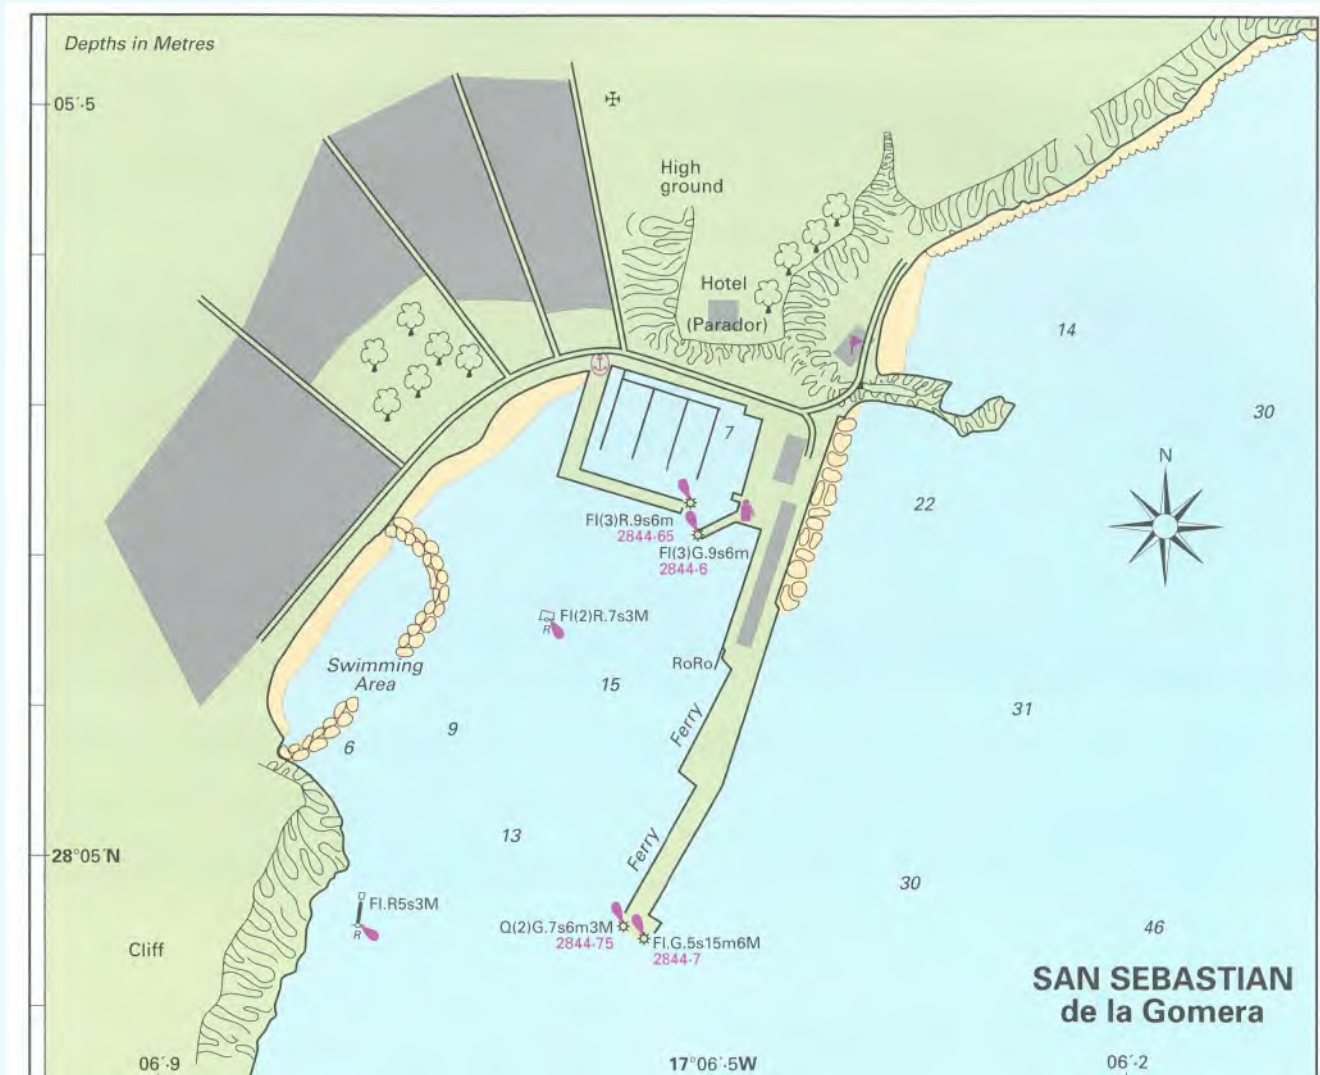 Depths in Metres
05´·5
High
ground
Hotel
(Parador)
14
30
7
N
22
Fl(3)R.9s6m
2844·65
Fl(3)G.9s6m
2844·6
Fl(2)R.7s3M
R
Swimming
Area
RoRo
15
31
9
Ferry
6
13
Ferry
28°05´N
30
Fl.R5s3M
R
Q(2)G.7s6m3M
2844·75
Fl.G.5s15m6M
2844·7
46
Cliff
SAN SEBASTIAN
de la Gomera
06´·9
17°06´·5W
06´·2